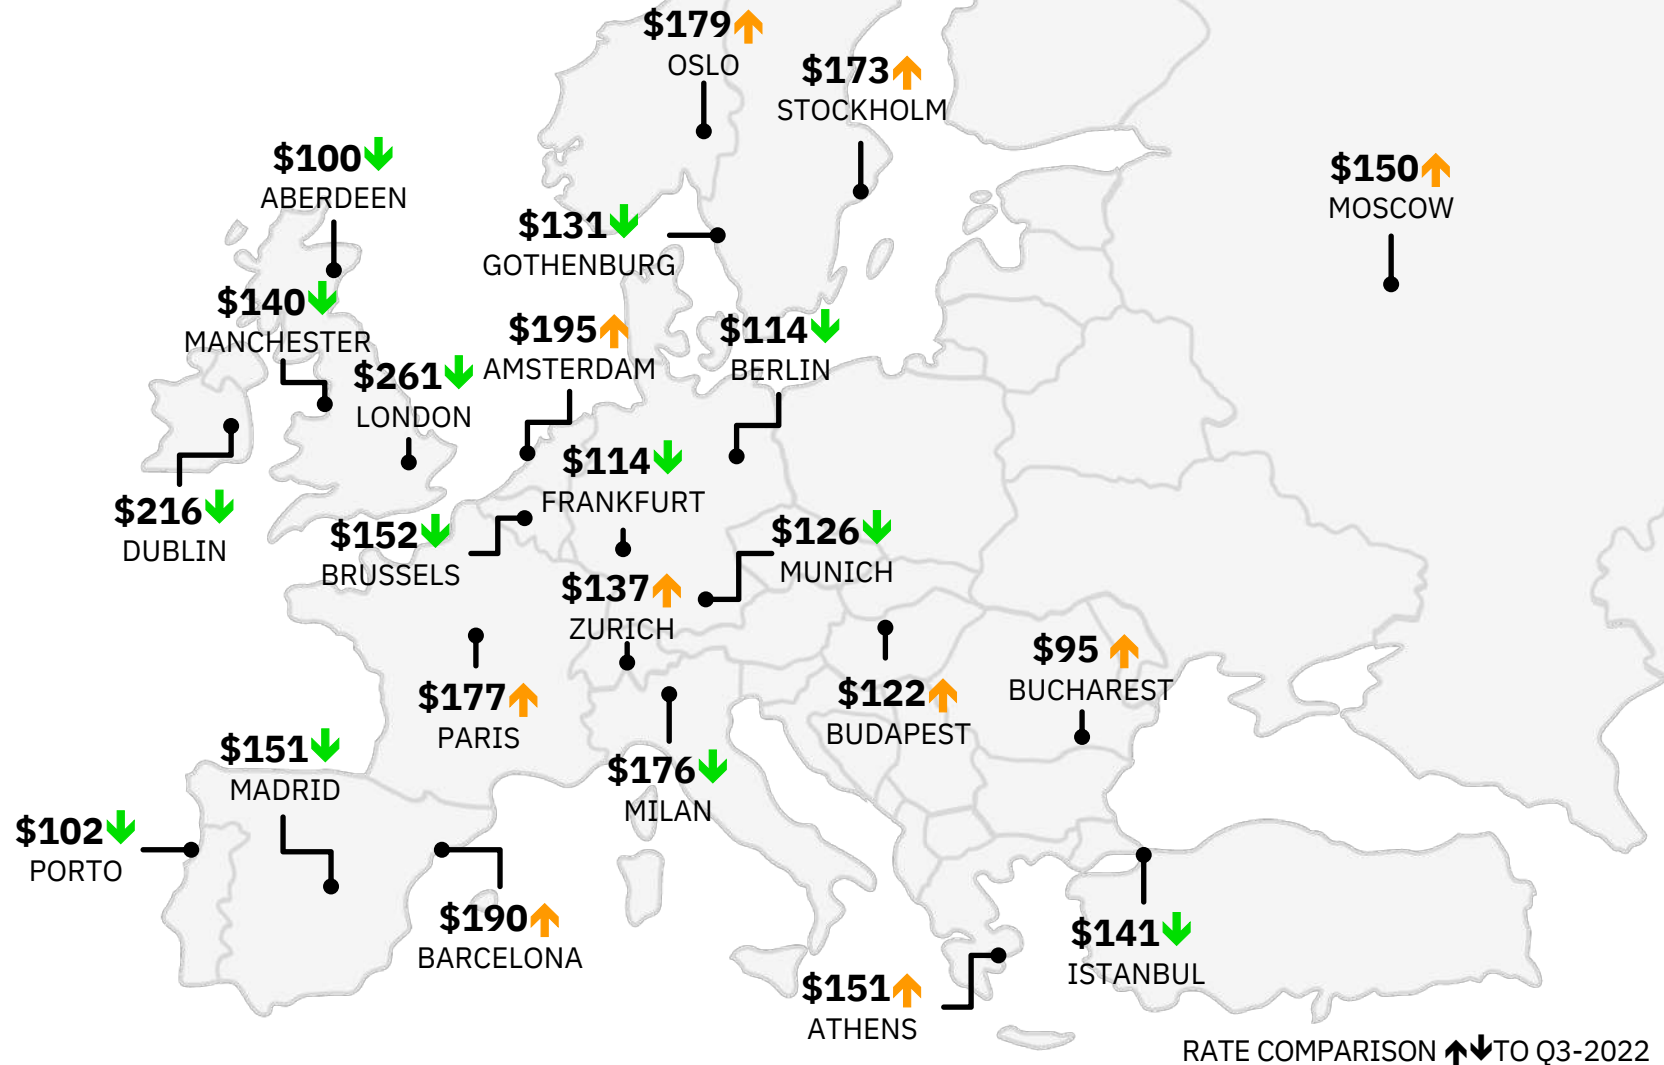 $179
OSLO
$173
STOCKHOLM
$100
ABERDEEN
$150
MOSCOW
$131
GOTHENBURG
$140
MANCHESTER
$195
AMSTERDAM
$114
BERLIN
$261
LONDON
$114
FRANKFURT
$216
DUBLIN
$152
BRUSSELS
$126
MUNICH
$137
ZURICH
$95
BUCHAREST
$177
PARIS
$122
BUDAPEST
$151
MADRID
$176
MILAN
$102
PORTO
$190
BARCELONA
$141
ISTANBUL
$151
ATHENS
RATE COMPARISON ↑↓TO Q3-2022